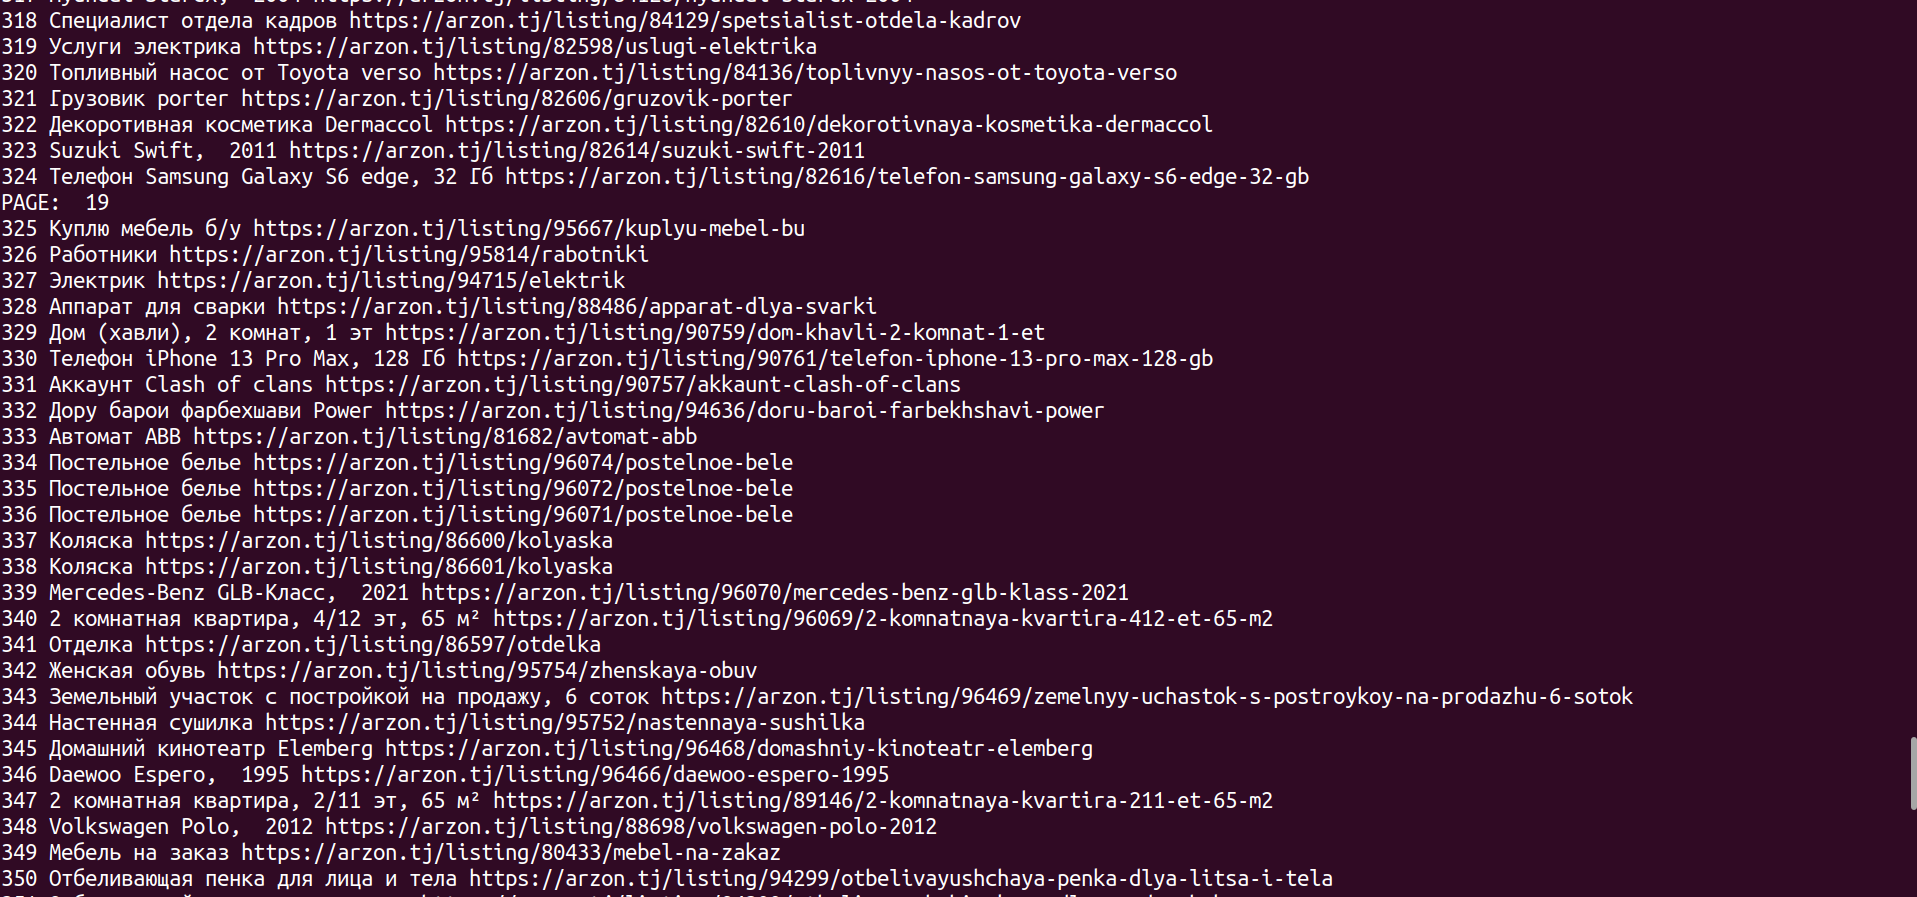 318 Специалист отдела кадров https://arzon.tj/listing/84129/spetsialist-otdela-kadrov
319 Услуги электрика https://arzon.tj/listing/82598/uslugi-elektrika
320 Топливный насос от Toyota verso https://arzon.tj/listing/84136/toplivnyy-nasos-ot-toyota-verso
321 Грузовик porter https://arzon.tj/listing/82606/gruzovik-porter
322 Декоротивная косметика Dermaccol https://arzon.tj/listing/82610/dekorotivnaya-kosmetika-dermaccol
323 Suzuki Swift,  2011 https://arzon.tj/listing/82614/suzuki-swift-2011
324 Телефон Samsung Galaxy S6 edge, 32 Гб https://arzon.tj/listing/82616/telefon-samsung-galaxy-s6-edge-32-gb
PAGE:  19
325 Куплю мебель б/у https://arzon.tj/listing/95667/kuplyu-mebel-bu
326 Работники https://arzon.tj/listing/95814/rabotniki
327 Электрик https://arzon.tj/listing/94715/elektrik
328 Аппарат для сварки https://arzon.tj/listing/88486/apparat-dlya-svarki
329 Дом (хавли), 2 комнат, 1 эт https://arzon.tj/listing/90759/dom-khavli-2-komnat-1-et
330 Телефон iPhone 13 Pro Max, 128 Гб https://arzon.tj/listing/90761/telefon-iphone-13-pro-max-128-gb
331 Аккаунт Clash of clans https://arzon.tj/listing/90757/akkaunt-clash-of-clans
332 Дору барои фарбехшави Power https://arzon.tj/listing/94636/doru-baroi-farbekhshavi-power
333 Автомат ABB https://arzon.tj/listing/81682/avtomat-abb
334 Постельное белье https://arzon.tj/listing/96074/postelnoe-bele
335 Постельное белье https://arzon.tj/listing/96072/postelnoe-bele
336 Постельное белье https://arzon.tj/listing/96071/postelnoe-bele
337 Коляска https://arzon.tj/listing/86600/kolyaska
338 Коляска https://arzon.tj/listing/86601/kolyaska
339 Mercedes-Benz GLB-Класс,  2021 https://arzon.tj/listing/96070/mercedes-benz-glb-klass-2021
340 2 комнатная квартира, 4/12 эт, 65 м² https://arzon.tj/listing/96069/2-komnatnaya-kvartira-412-et-65-m2
341 Отделка https://arzon.tj/listing/86597/otdelka
342 Женская обувь https://arzon.tj/listing/95754/zhenskaya-obuv
343 Земельный участок с постройкой на продажу, 6 соток https://arzon.tj/listing/96469/zemelnyy-uchastok-s-postroykoy-na-prodazhu-6-sotok
344 Настенная сушилка https://arzon.tj/listing/95752/nastennaya-sushilka
345 Домашний кинотеатр Elemberg https://arzon.tj/listing/96468/domashniy-kinoteatr-elemberg
346 Daewoo Espero,  1995 https://arzon.tj/listing/96466/daewoo-espero-1995
347 2 комнатная квартира, 2/11 эт, 65 м² https://arzon.tj/listing/89146/2-komnatnaya-kvartira-211-et-65-m2
348 Volkswagen Polo,  2012 https://arzon.tj/listing/88698/volkswagen-polo-2012
349 Мебель на заказ https://arzon.tj/listing/80433/mebel-na-zakaz
350 Отбеливающая пенка для лица и тела https://arzon.tj/listing/94299/otbelivayushchaya-penka-dlya-litsa-i-tela